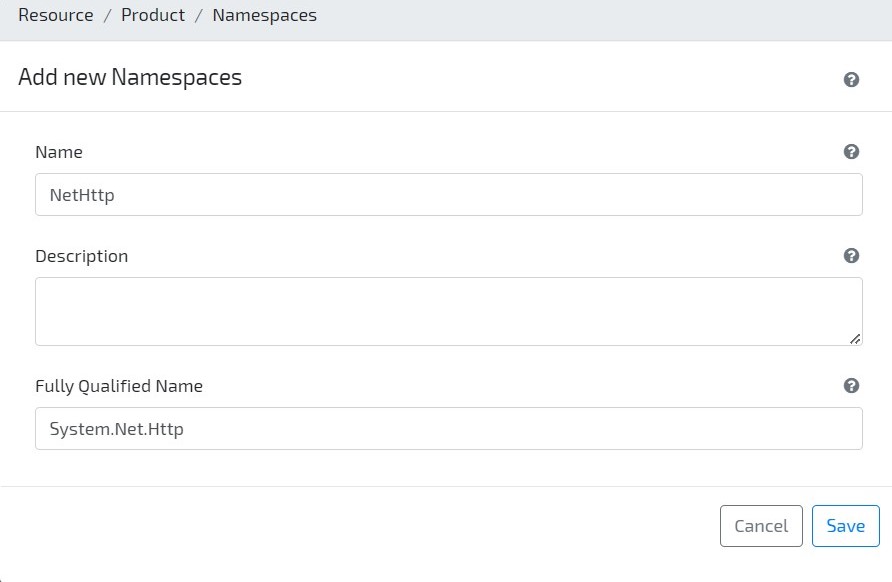 Resource / Product / Namespaces
Add new Namespaces
Name
NetHttp
Description
Fully Qualified Name
System.Net.Http
Cancel Save